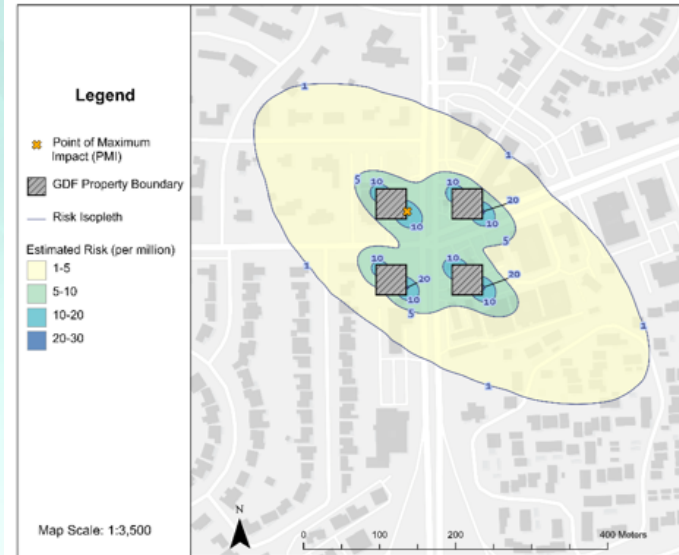 Legend
Point of Maximum
Impact (PMI)
GDF Property Boundary
Risk Isopleth
Estimated Risk (per million)
1-5
5-10
10-20
20-30
Map Scale: 1:3,500
1
1
5
10
10
20
10
10
5
1
10
10
20
20
10
10
5
1
1
N
0
100
200
400 Meters